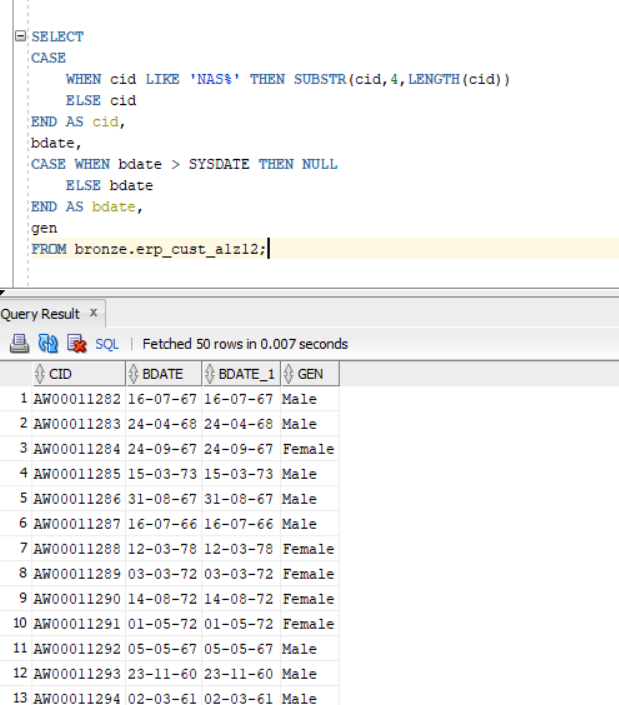 SELECT
CASE
WHEN cid LIKE 'NAS%' THEN SUBSTR(cid,4,LENGTH(cid))
ELSE cid
END AS cid,
bdate,
CASE WHEN bdate > SYSDATE THEN NULL
ELSE bdate
END AS bdate,
gen
FROM bronze.erp_cust_a1z12;
Query Result x
SQL | Fetched 50 rows in 0.007 seconds
CID BDATE BDATE_1 GEN
1 AW00011282 16-07-67 16-07-67 Male
2 AW00011283 24-04-68 24-04-68 Male
3 AW00011284 24-09-67 24-09-67 Female
4 AW00011285 15-03-73 15-03-73 Male
5 AW00011286 31-08-67 31-08-67 Male
6 AW00011287 16-07-66 16-07-66 Male
7 AW00011288 12-03-78 12-03-78 Female
8 AW00011289 03-03-72 03-03-72 Female
9 AW00011290 14-08-72 14-08-72 Female
10 AW00011291 01-05-72 01-05-72 Female
11 AW00011292 05-05-67 05-05-67 Male
12 AW00011293 23-11-60 23-11-60 Male
13 AW00011294 02-03-61 02-03-61 Male